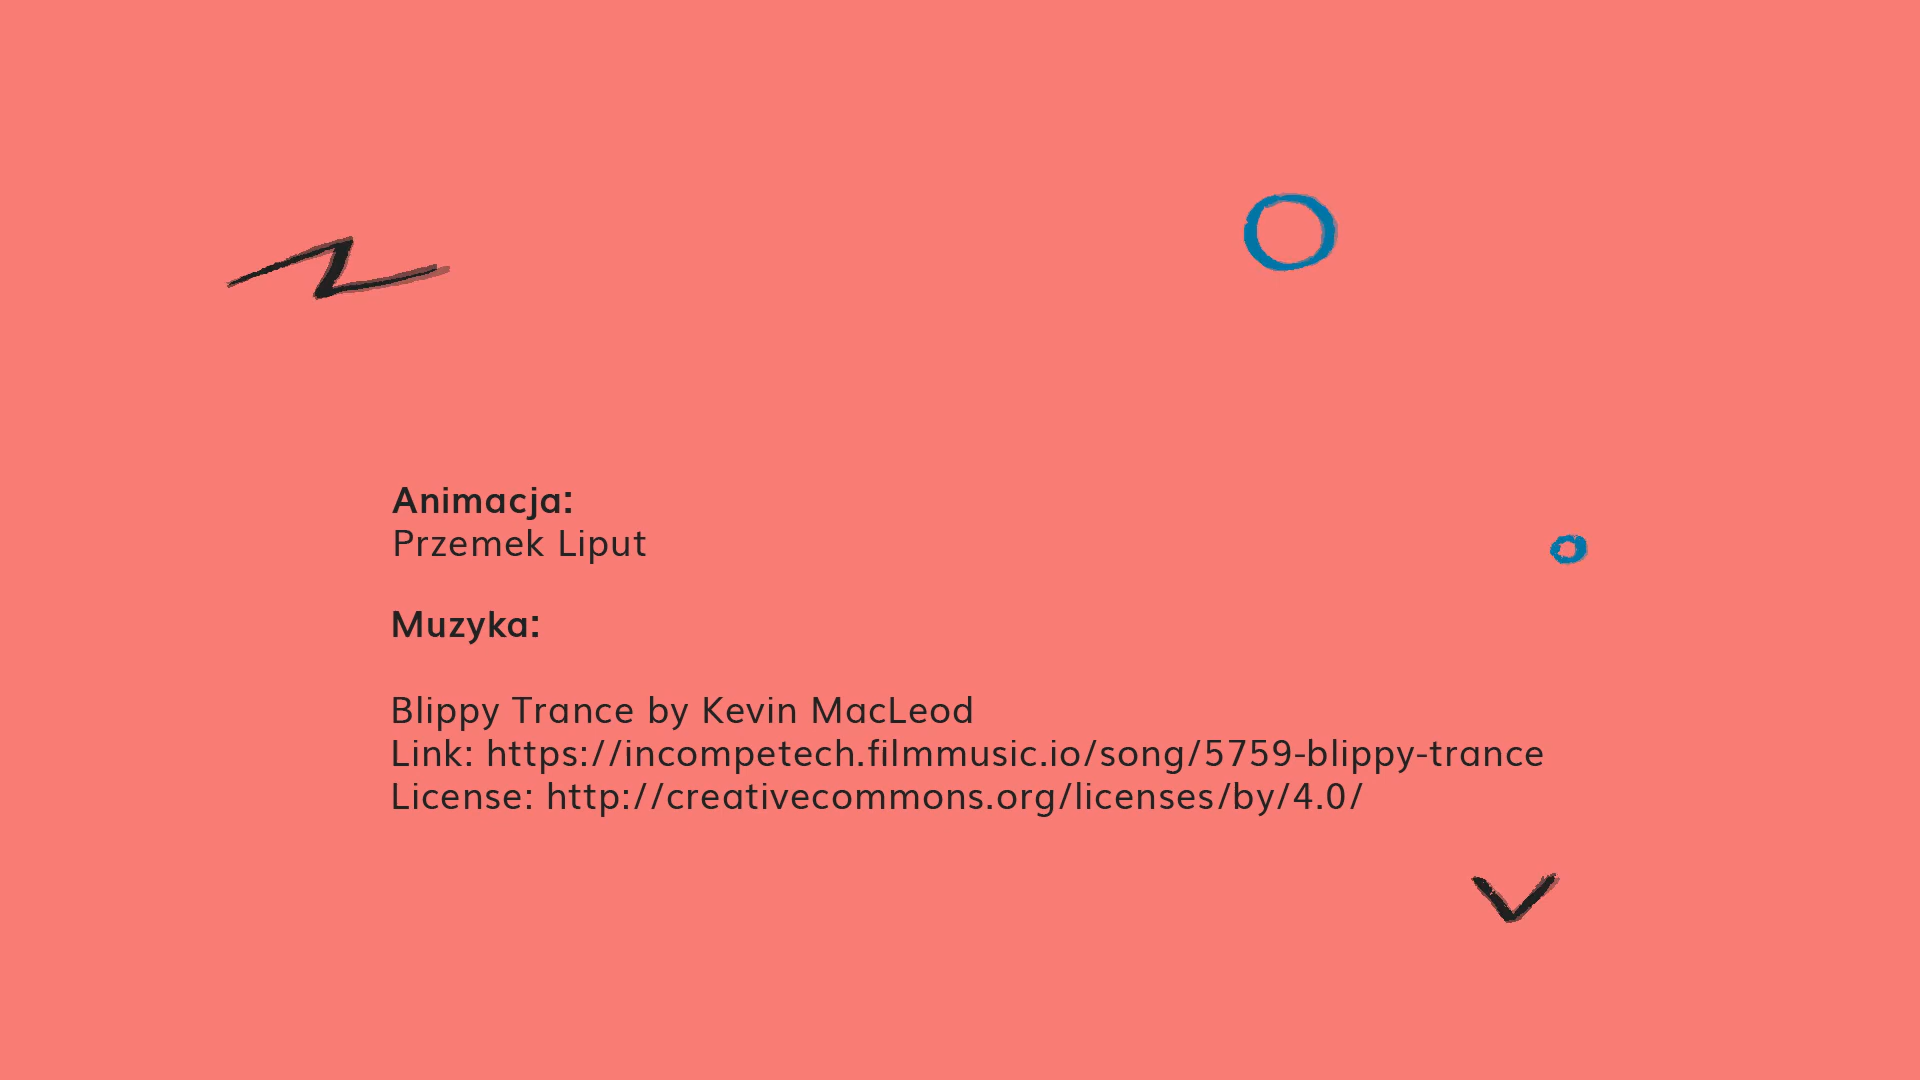 Animacja:
Przemek Liput
Muzyka:
Blippy Trance by Kevin MacLeod
Link: https://incompetech.filmmusic.io/song/5759-blippy-trance
License: http://creativecommons.org/licenses/by/4.0/